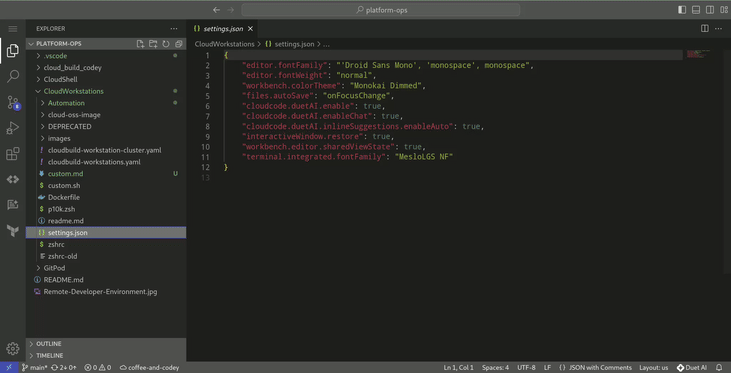 platform-ops
EXPLORER
PLATFORM-OPS
.vscode
cloud_build_codey
CloudShell
CloudWorkstations
Automation
cloud-oss-image
DEPRECATED
images
cloudbuild-workstation-cluster.yaml
cloudbuild-workstations.yaml
custom.md U
custom.sh
Dockerfile
p10k.zsh
readme.md
settings.json
zshrc
zshrc-old
GitPod
README.md
Remote-Developer-Environment.jpg
OUTLINE
TIMELINE
8
settings.json
CloudWorkstations > settings.json > ...
1 {
2 "editor.fontFamily": "'Droid Sans Mono', 'monospace', monospace",
3 "editor.fontWeight": "normal",
4 "workbench.colorTheme": "Monokai Dimmed",
5 "files.autoSave": "onFocusChange",
6 "cloudcode.duetAI.enable": true,
7 "cloudcode.duetAI.enableChat": true,
8 "cloudcode.duetAI.inlineSuggestions.enableAuto": true,
9 "interactiveWindow.restore": true,
10 "workbench.editor.sharedViewState": true,
11 "terminal.integrated.fontFamily": "MesloLGS NF"
12 }
13
main* 2↓ 0↑ 0 0 coffee-and-codey Ln 1, Col 1 Spaces: 4 UTF-8 LF {} JSON with Comments Layout: us Duet AI